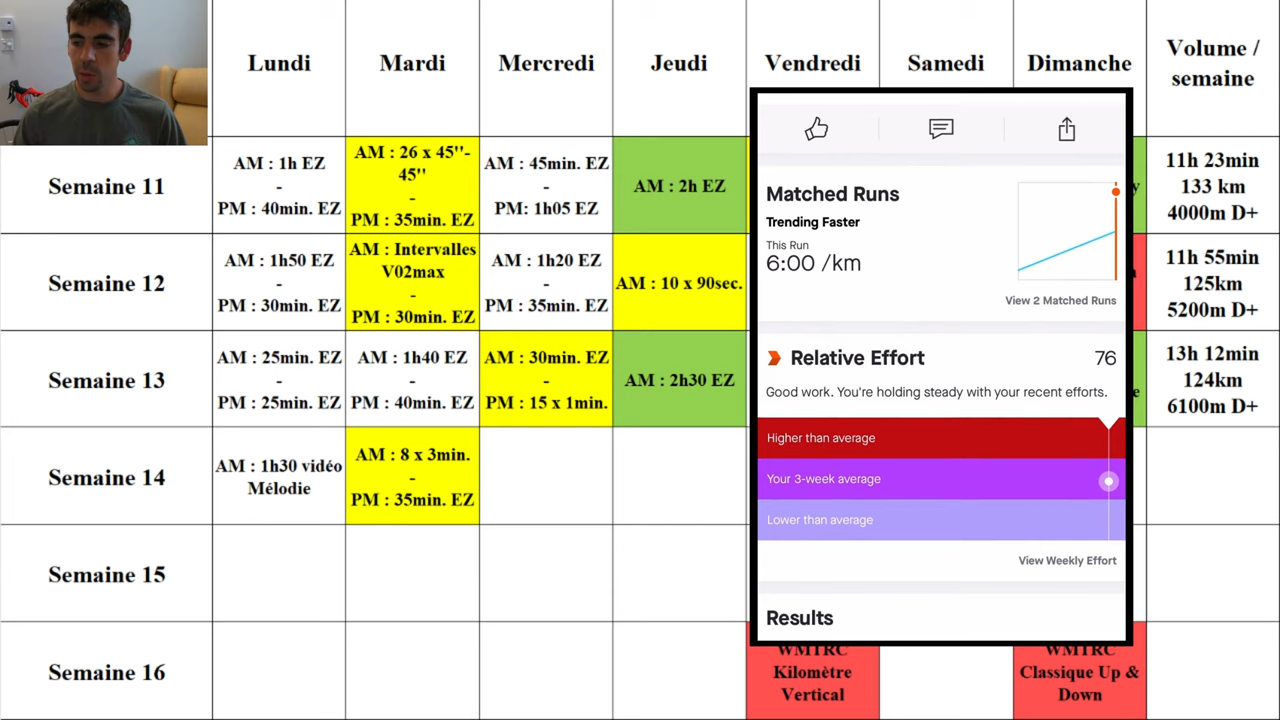 Lundi
Mardi
Mercredi
Jeudi
Vendredi
Samedi
Dimanche
Volume /
semaine
Semaine 11
AM : 1h EZ
-
PM : 40min. EZ
AM : 26 x 45''-
45''
-
PM : 35min. EZ
AM : 45min. EZ
-
PM: 1h05 EZ
AM : 2h EZ
11h 23min
133 km
4000m D+
Semaine 12
AM : 1h50 EZ
-
PM : 30min. EZ
AM : Intervalles
V02max
-
PM : 30min. EZ
AM : 1h20 EZ
-
PM : 35min. EZ
AM : 10 x 90sec.
11h 55min
125km
5200m D+
Semaine 13
AM : 25min. EZ
-
PM : 25min. EZ
AM : 1h40 EZ
-
PM : 40min. EZ
AM : 30min. EZ
-
PM : 15 x 1min.
AM : 2h30 EZ
13h 12min
124km
6100m D+
Semaine 14
AM : 1h30 vidéo
Mélodie
AM : 8 x 3min.
-
PM : 35min. EZ
Semaine 15
Semaine 16
WMTRC
Kilomètre
Vertical
WMTRC
Classique Up &
Down
Matched Runs
Trending Faster
This Run
6:00 /km
View 2 Matched Runs
Relative Effort
76
Good work. You're holding steady with your recent efforts.
Higher than average
Your 3-week average
Lower than average
View Weekly Effort
Results